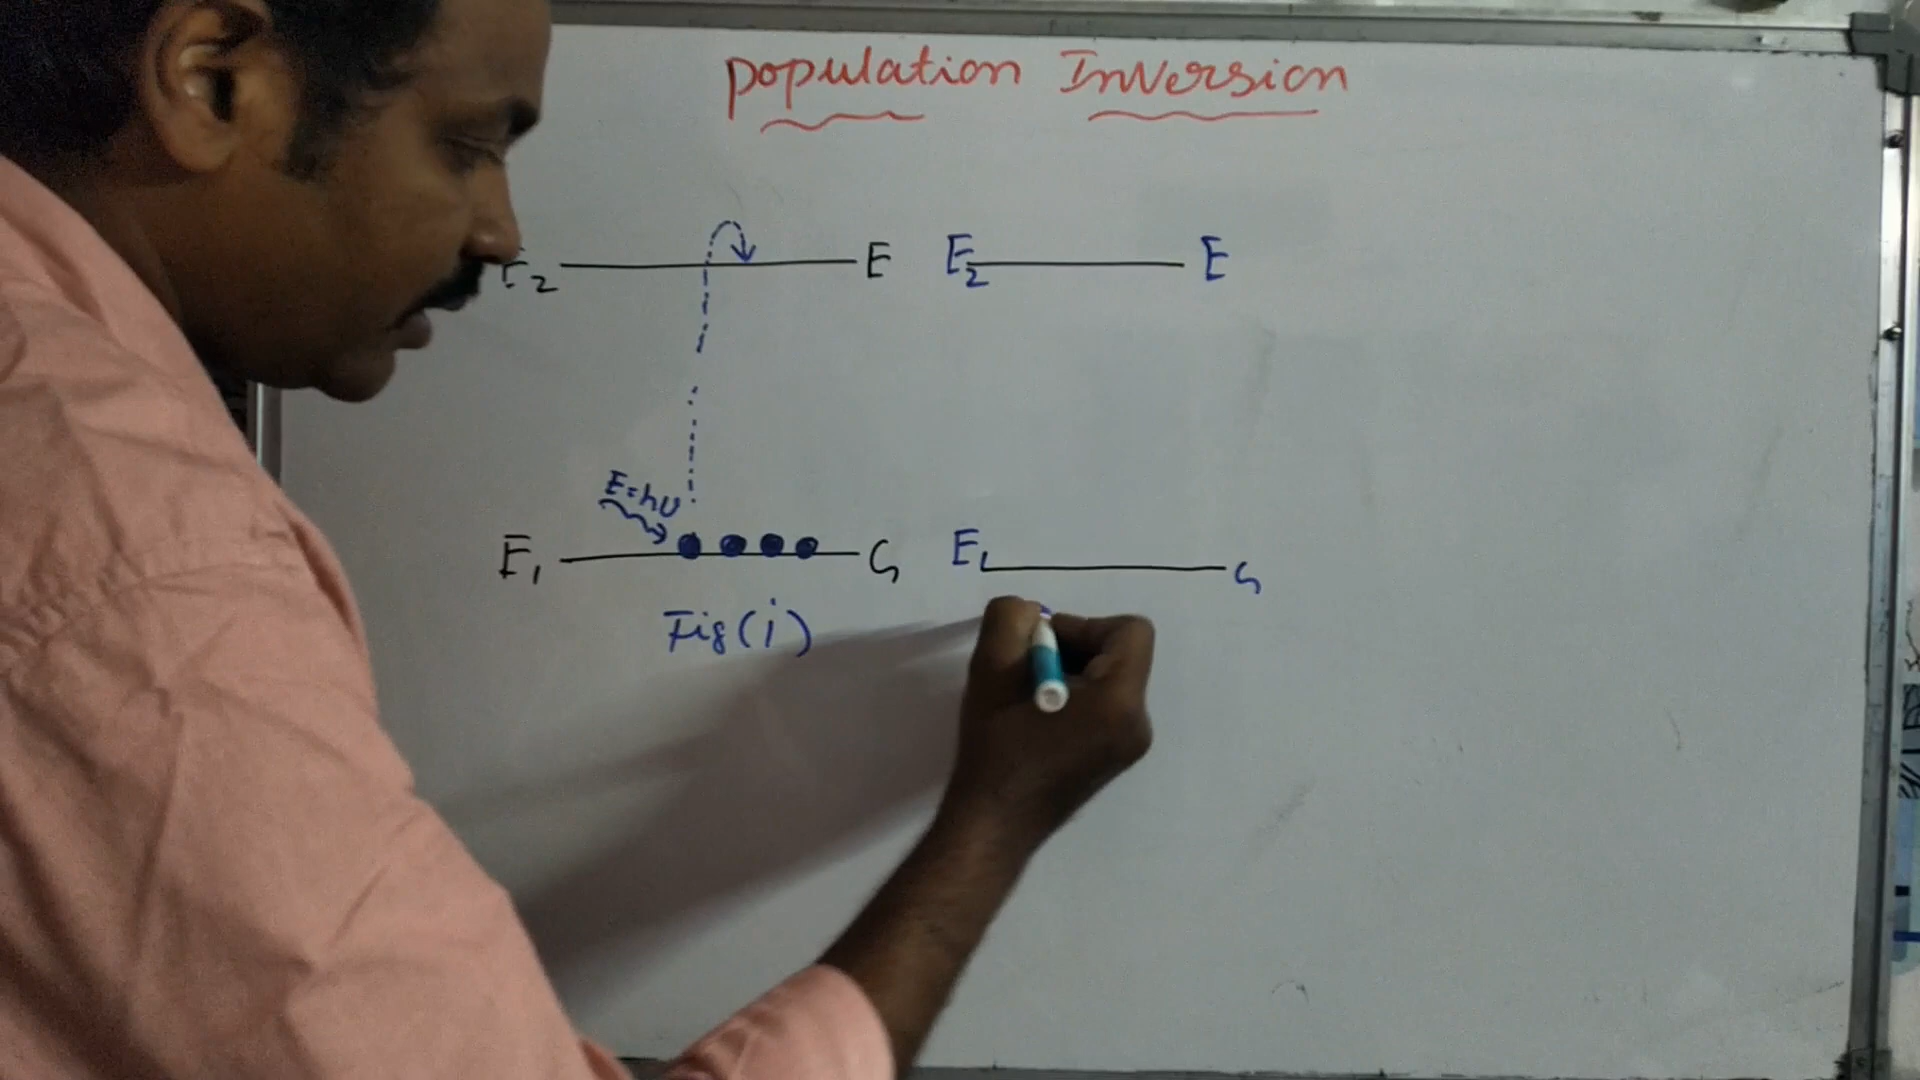 population Inversion
E2 E E2 E
E=hυ
E1 G E1 G
Fig(i)